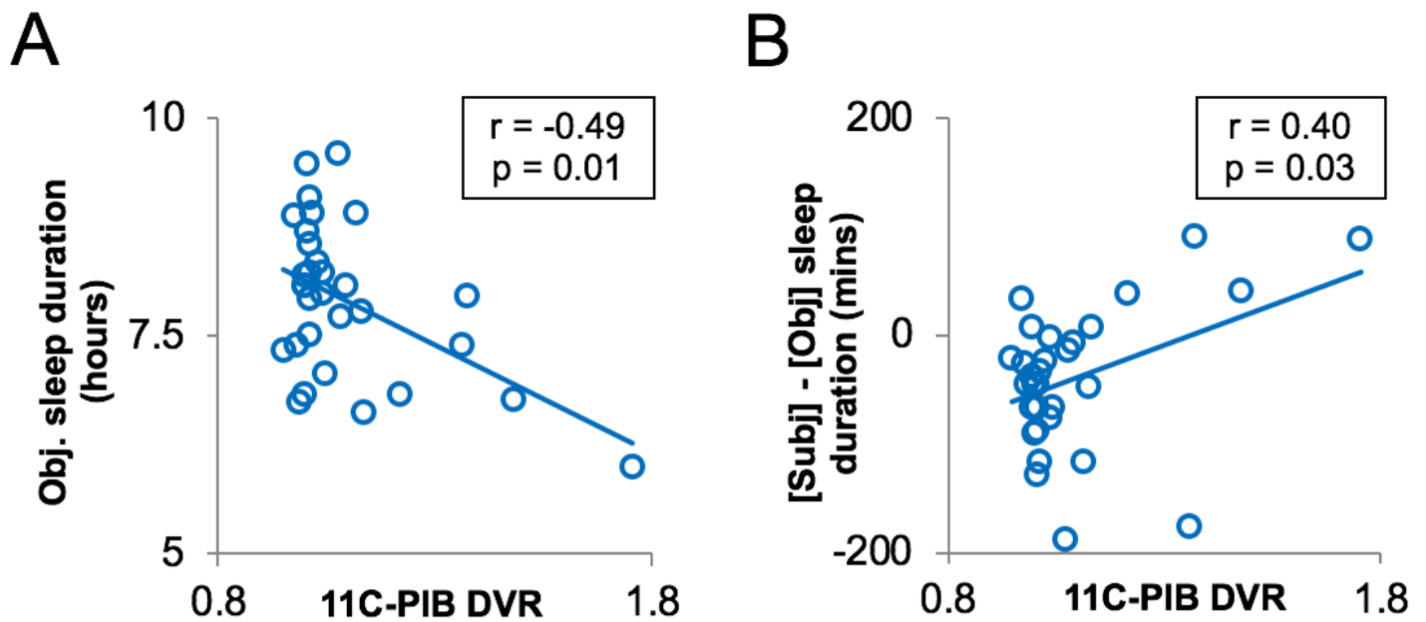 A
B
10
7.5
5
Obj. sleep duration
(hours)
r = -0.49
p = 0.01
0.8
11C-PIB DVR
1.8
200
0
-200
[Subj] - [Obj] sleep
duration (mins)
r = 0.40
p = 0.03
0.8
11C-PIB DVR
1.8